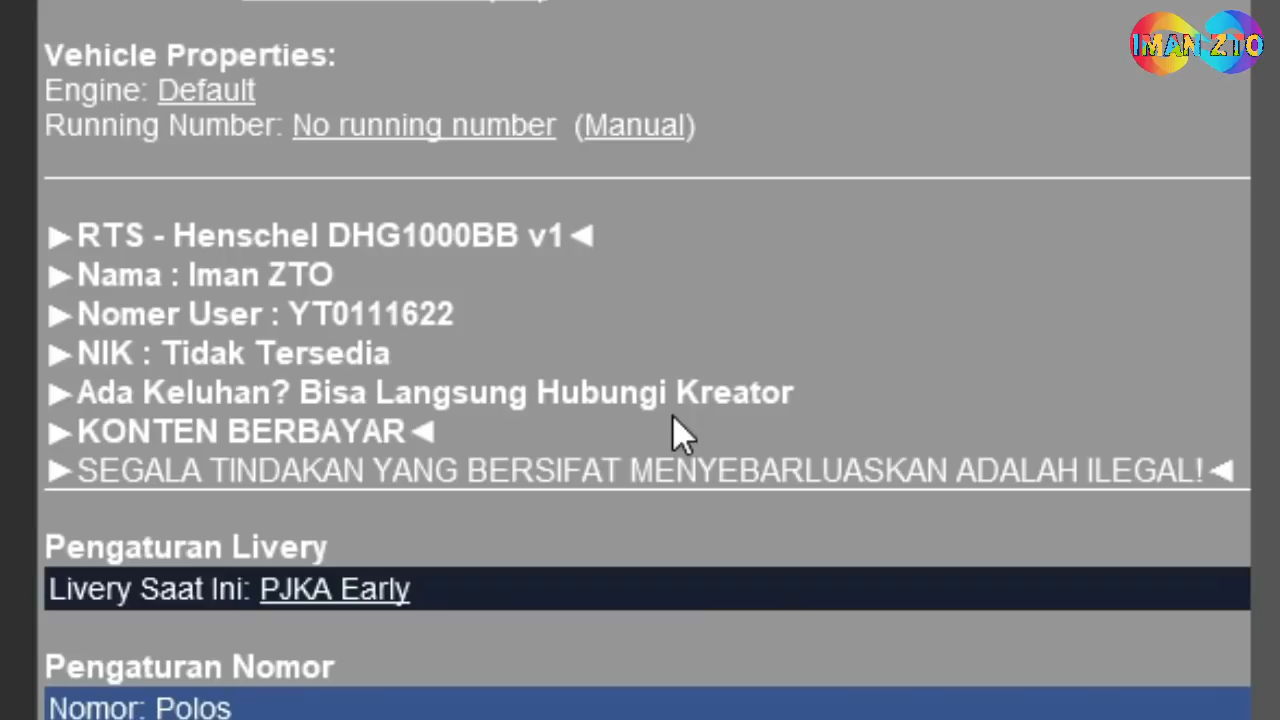 IMAN ZTO
Vehicle Properties:
Engine: Default
Running Number: No running number (Manual)
►RTS - Henschel DHG1000BB v1◄
►Nama : Iman ZTO
►Nomer User : YT0111622
►NIK : Tidak Tersedia
►Ada Keluhan? Bisa Langsung Hubungi Kreator
►KONTEN BERBAYAR◄
►SEGALA TINDAKAN YANG BERSIFAT MENYEBARLUASKAN ADALAH ILEGAL!◄
Pengaturan Livery
Livery Saat Ini: PJKA Early
Pengaturan Nomor
Nomor: Polos